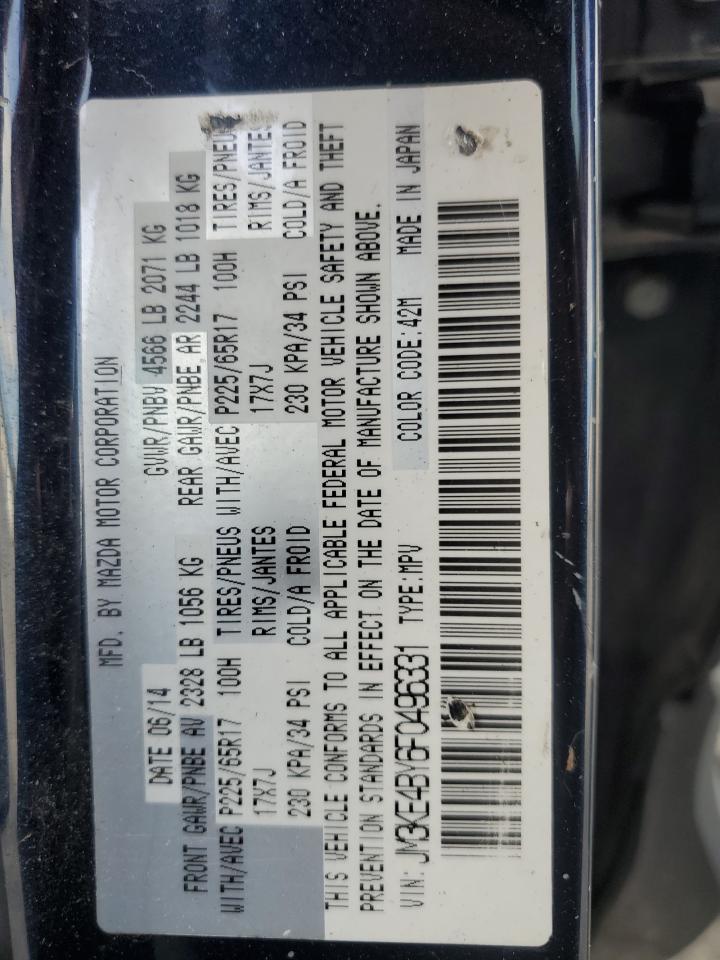 MFD. BY MAZDA MOTOR CORPORATION
DATE 06/14 GVWR/PNBV 4566 LB 2071 KG
FRONT GAWR/PNBE AV 2328 LB 1056 KG REAR GAWR/PNBE AR 2244 LB 1018 KG
WITH/AVEC P225/65R17 100H TIRES/PNEUS WITH/AVEC P225/65R17 100H TIRES/PNEUS
17X7J RIMS/JANTES 17X7J RIMS/JANTES
230 KPA/34 PSI COLD/A FROID 230 KPA/34 PSI COLD/A FROID
THIS VEHICLE CONFORMS TO ALL APPLICABLE FEDERAL MOTOR VEHICLE SAFETY AND THEFT
PREVENTION STANDARDS IN EFFECT ON THE DATE OF MANUFACTURE SHOWN ABOVE.
VIN: JM3KE4BY6F0496331 TYPE:MPV COLOR CODE:42M MADE IN JAPAN